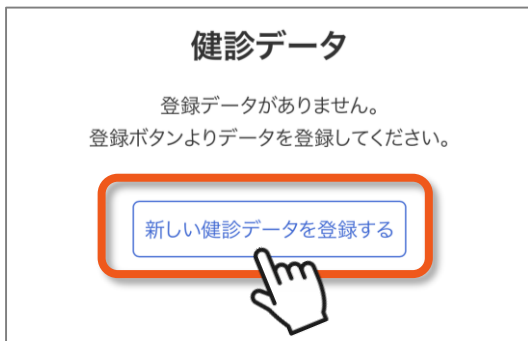 健診データ
登録データがありません。
登録ボタンよりデータを登録してください。
新しい健診データを登録する